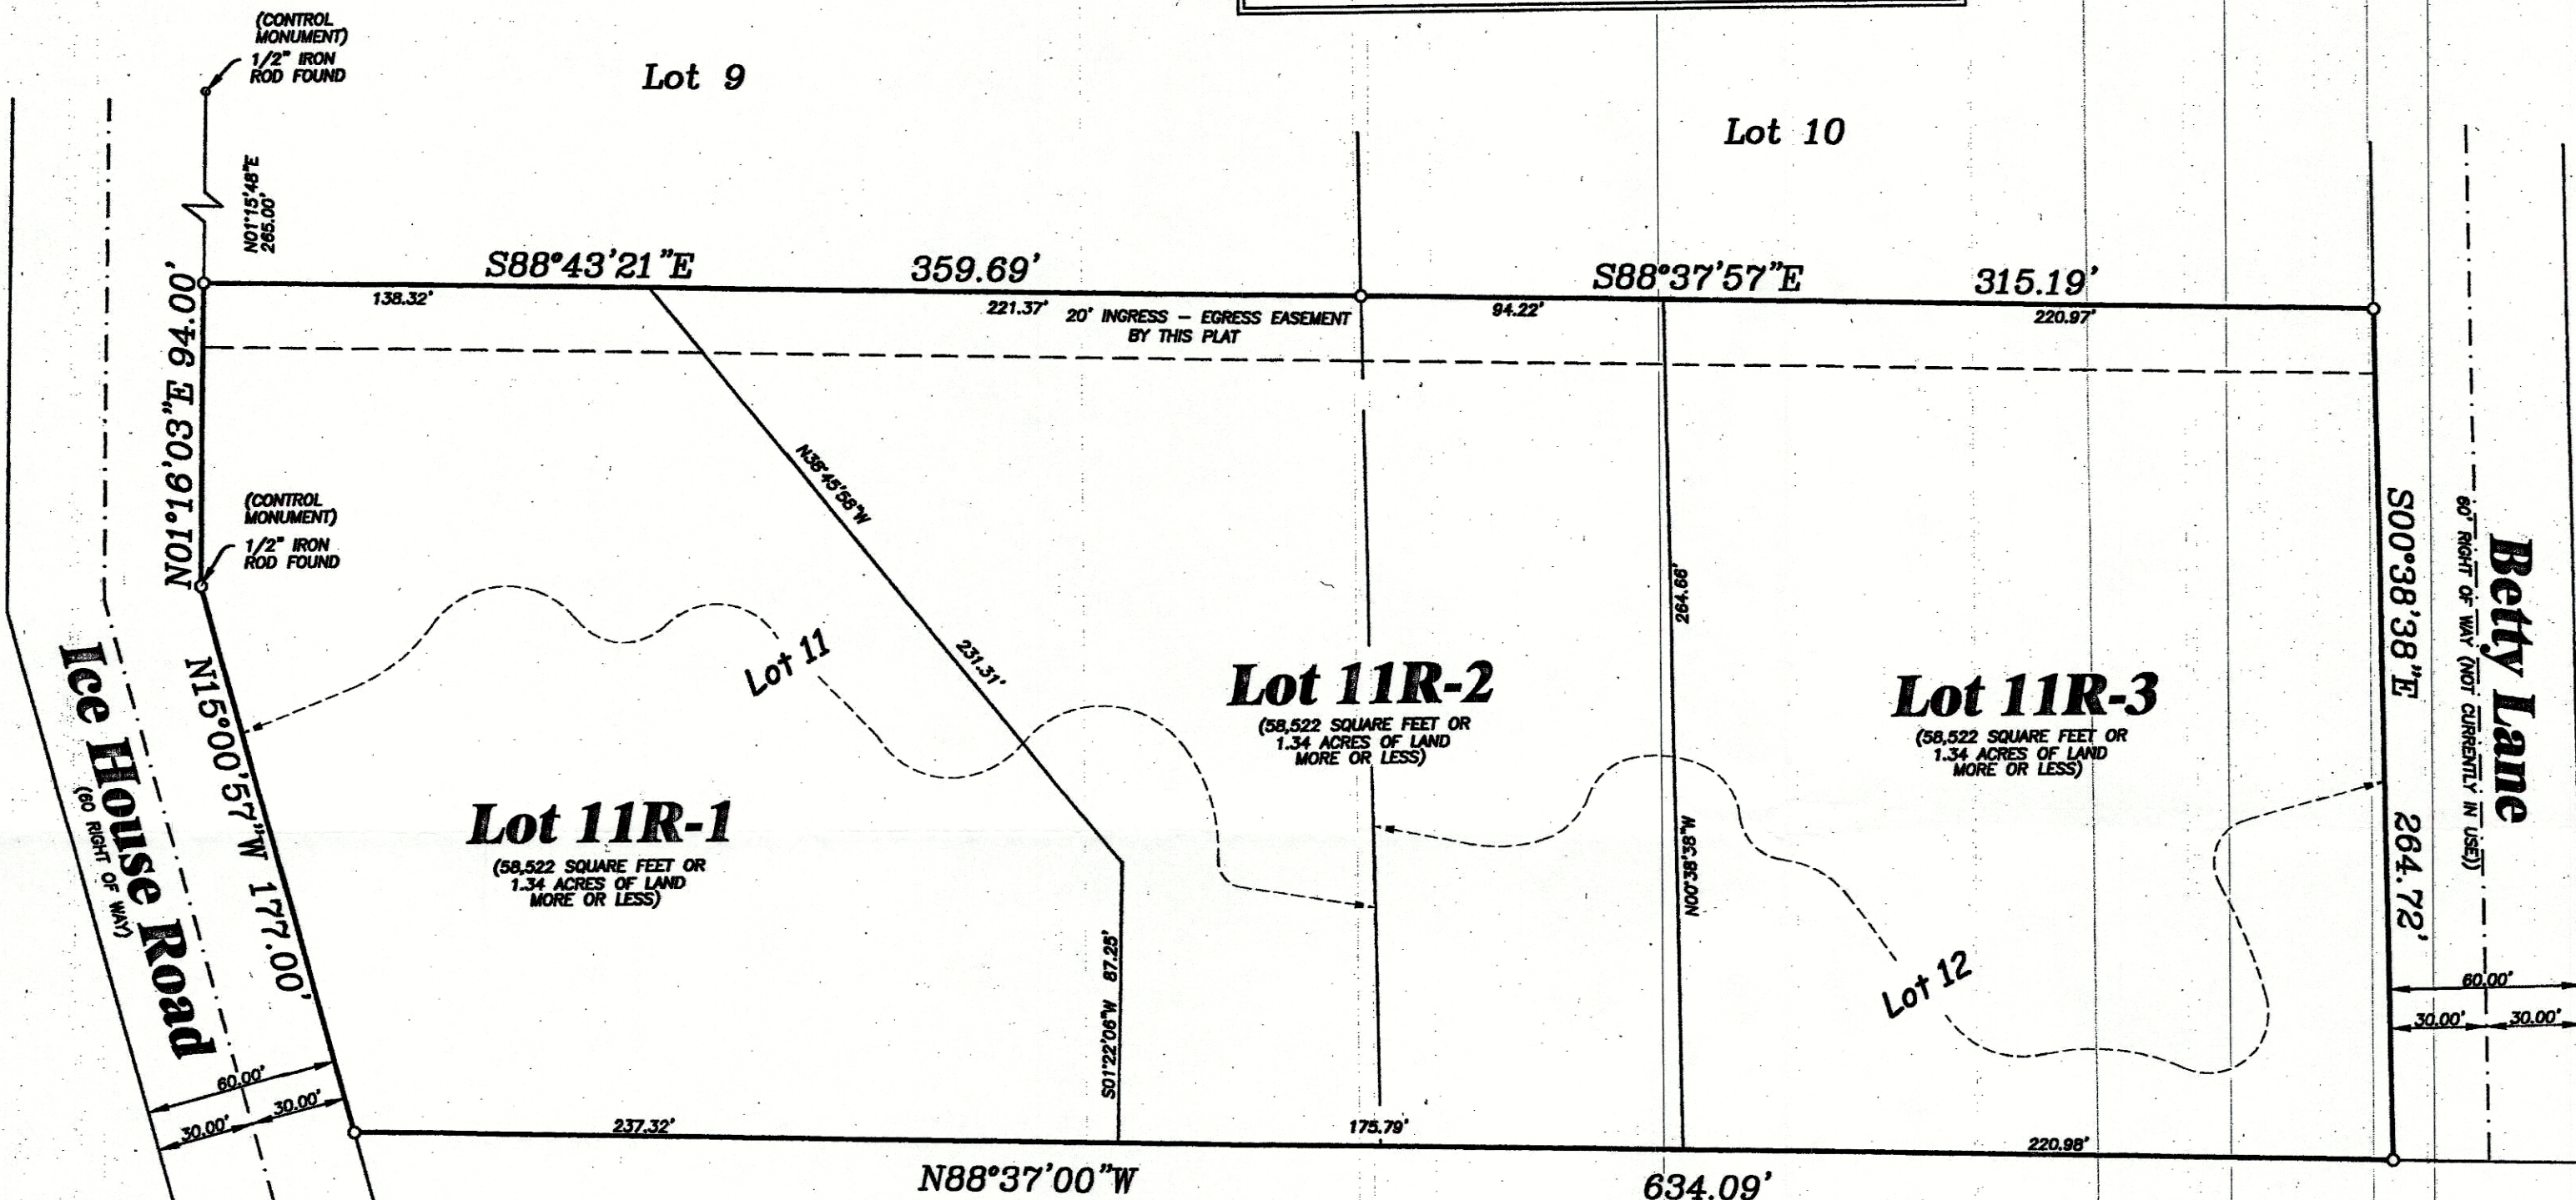 (CONTROL
MONUMENT)
1/2" IRON
ROD FOUND
Lot 9
Lot 10
N01°15'48"E
265.00'
S88°43'21"E 359.69'
S88°37'57"E 315.19'
138.32'
221.37'
20' INGRESS – EGRESS EASEMENT
BY THIS PLAT
94.22'
220.97'
N01°16'03"E 94.00'
(CONTROL
MONUMENT)
1/2" IRON
ROD FOUND
N38°45'58"W
231.31'
264.66'
N00°38'38"W
S00°38'38"E 264.72'
60' RIGHT OF WAY (NOT CURRENTLY IN USE))
Betty Lane
Lot 11
Lot 11R-2
(58,522 SQUARE FEET OR
1.34 ACRES OF LAND
MORE OR LESS)
Lot 11R-3
(58,522 SQUARE FEET OR
1.34 ACRES OF LAND
MORE OR LESS)
Ice House Road
(60 RIGHT OF WAY)
N15°00'57"W 177.00'
Lot 11R-1
(58,522 SQUARE FEET OR
1.34 ACRES OF LAND
MORE OR LESS)
S01°22'06"W 87.25'
Lot 12
60.00'
30.00'
30.00'
60.00'
30.00'
30.00'
237.32'
175.79'
220.98'
N88°37'00"W 634.09'